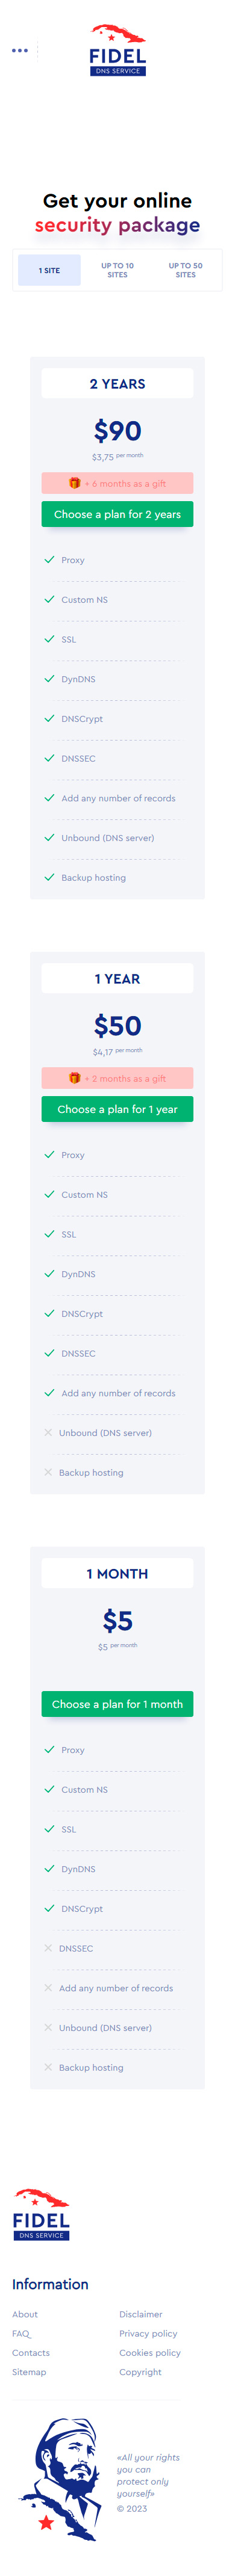 FIDEL
DNS SERVICE
Get your online
security package
1 SITE
UP TO 10
SITES
UP TO 50
SITES
2 YEARS
$90
$3,75 per month
+ 6 months as a gift
Choose a plan for 2 years
Proxy
Custom NS
SSL
DynDNS
DNSCrypt
DNSSEC
Add any number of records
Unbound (DNS server)
Backup hosting
1 YEAR
$50
$4,17 per month
+ 2 months as a gift
Choose a plan for 1 year
Proxy
Custom NS
SSL
DynDNS
DNSCrypt
DNSSEC
Add any number of records
Unbound (DNS server)
Backup hosting
1 MONTH
$5
$5 per month
Choose a plan for 1 month
Proxy
Custom NS
SSL
DynDNS
DNSCrypt
DNSSEC
Add any number of records
Unbound (DNS server)
Backup hosting
FIDEL
DNS SERVICE
Information
About
Disclaimer
FAQ
Privacy policy
Contacts
Cookies policy
Sitemap
Copyright
«All your rights
you can
protect only
yourself»
© 2023